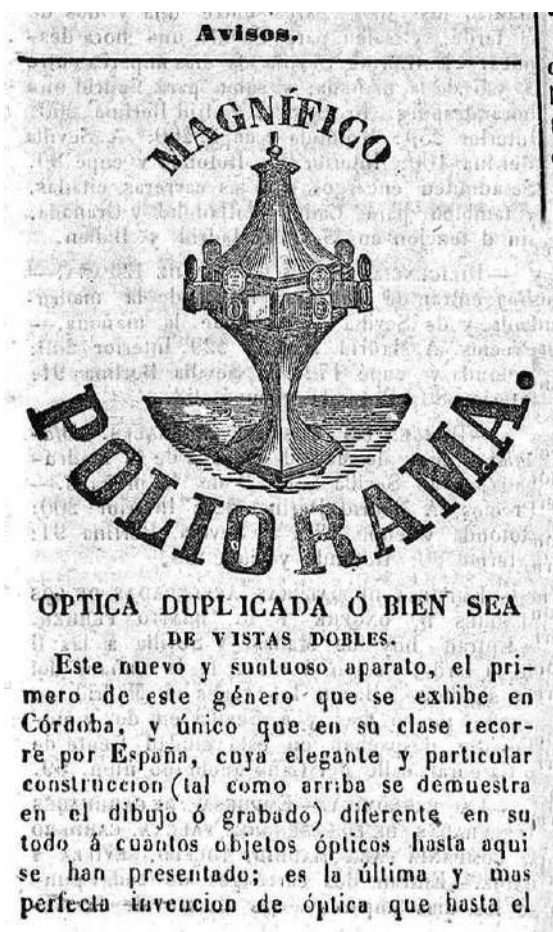 Avisos.
MAGNÍFICO
POLIORAMA.
OPTICA DUPLICADA Ó BIEN SEA
DE VISTAS DOBLES.
Este nuevo y suntuoso aparato, el pri-
mero de este género que se exhibe en
Córdoba, y único que en su clase recor-
re por España, cuya elegante y particular
construccion (tal como arriba se demuestra
en el dibujo ó grabado) diferente en su
todo á cuantos objetos ópticos hasta aqui
se han presentado; es la última y mas
perfecta invencion de óptica que hasta el